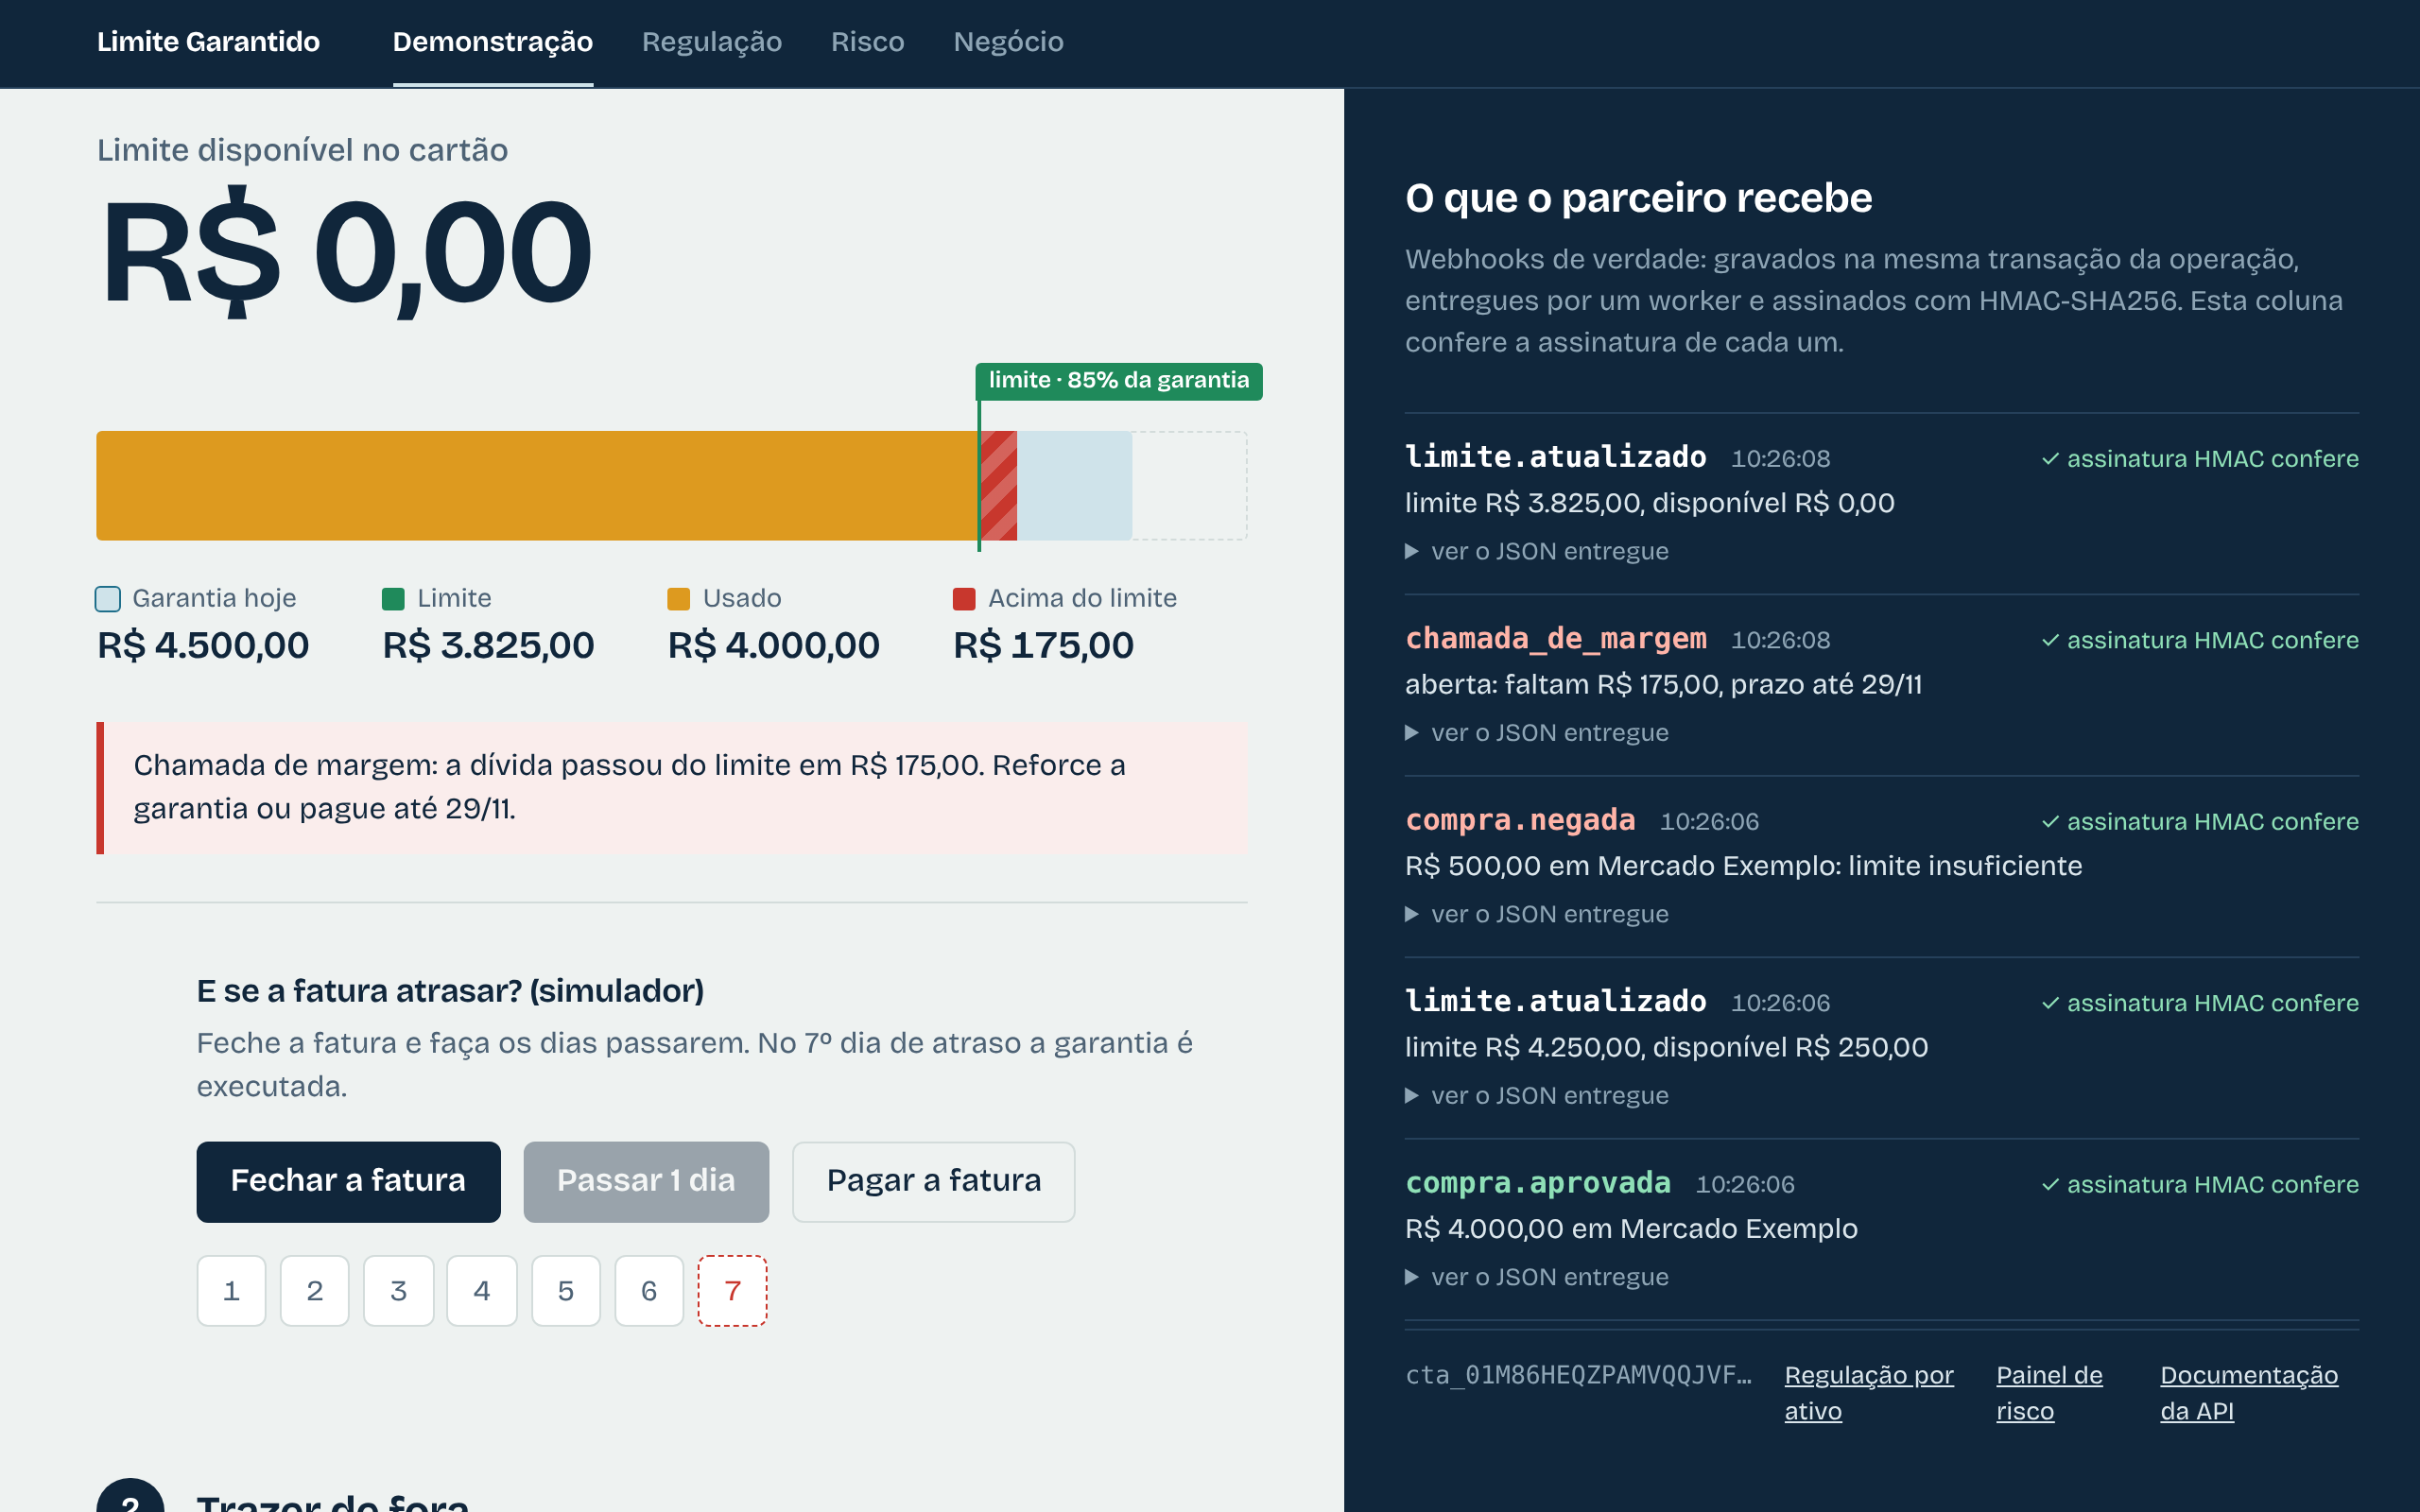 Limite Garantido
Demonstração
Regulação
Risco
Negócio
Limite disponível no cartão
R$ 0,00
limite · 85% da garantia
Garantia hoje
R$ 4.500,00
Limite
R$ 3.825,00
Usado
R$ 4.000,00
Acima do limite
R$ 175,00
Chamada de margem: a dívida passou do limite em R$ 175,00. Reforce a
garantia ou pague até 29/11.
E se a fatura atrasar? (simulador)
Feche a fatura e faça os dias passarem. No 7º dia de atraso a garantia é
executada.
Fechar a fatura
Passar 1 dia
Pagar a fatura
1 2 3 4 5 6 7
2
Trazer de fora
O que o parceiro recebe
Webhooks de verdade: gravados na mesma transação da operação,
entregues por um worker e assinados com HMAC-SHA256. Esta coluna
confere a assinatura de cada um.
limite.atualizado 10:26:08 ✓ assinatura HMAC confere
limite R$ 3.825,00, disponível R$ 0,00
▶ ver o JSON entregue
chamada_de_margem 10:26:08 ✓ assinatura HMAC confere
aberta: faltam R$ 175,00, prazo até 29/11
▶ ver o JSON entregue
compra.negada 10:26:06 ✓ assinatura HMAC confere
R$ 500,00 em Mercado Exemplo: limite insuficiente
▶ ver o JSON entregue
limite.atualizado 10:26:06 ✓ assinatura HMAC confere
limite R$ 4.250,00, disponível R$ 250,00
▶ ver o JSON entregue
compra.aprovada 10:26:06 ✓ assinatura HMAC confere
R$ 4.000,00 em Mercado Exemplo
▶ ver o JSON entregue
cta_01M86HEQZPAMVQQJVF…
Regulação por
ativo
Painel de
risco
Documentação
da API